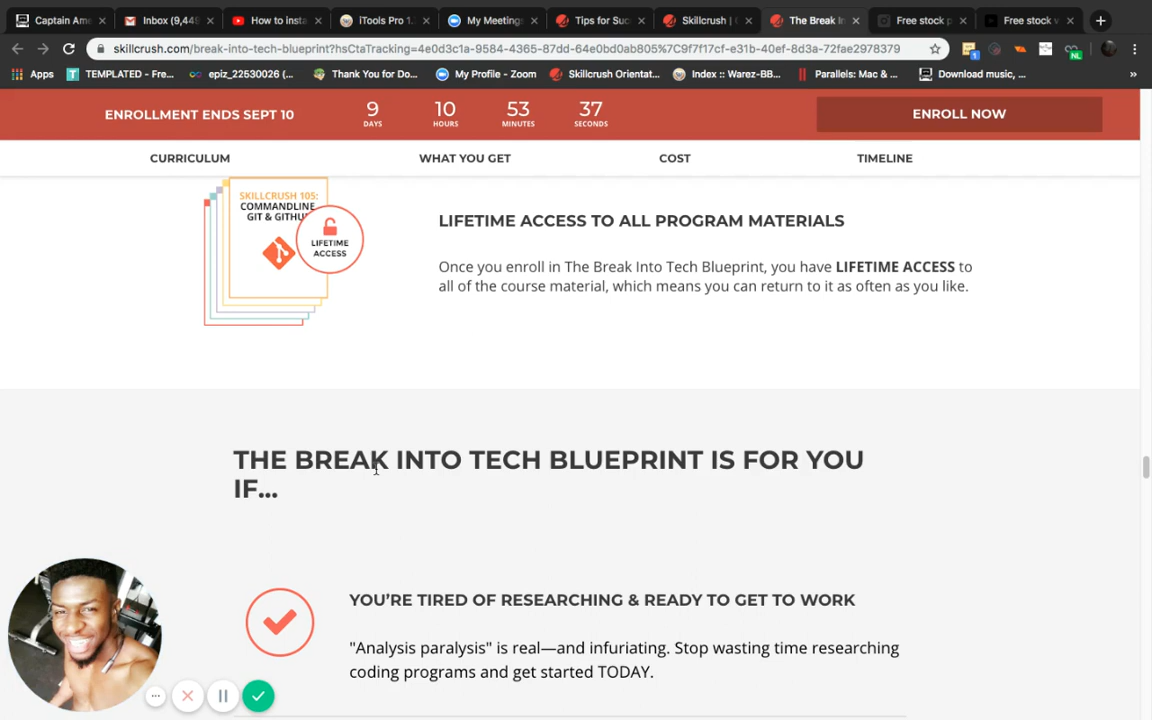 Captain Ame
Inbox (9,449
How to insta
iTools Pro 1.
My Meetings
Tips for Suc
Skillcrush | 
The Break In
Free stock p
Free stock v
skillcrush.com/break-into-tech-blueprint?hsCtaTracking=4e0d3c1a-9584-4365-87dd-64e0bd0ab805%7C9f7f17cf-e31b-40ef-8d3a-72fae2978379
Apps
TEMPLATED - Fre...
epiz_22530026 (...
Thank You for Do...
My Profile - Zoom
Skillcrush Orientat...
Index :: Warez-BB...
Parallels: Mac & ...
Download music, ...
»
ENROLLMENT ENDS SEPT 10
9 10 53 37
DAYS HOURS MINUTES SECONDS
ENROLL NOW
CURRICULUM WHAT YOU GET COST TIMELINE
SKILLCRUSH 105:
COMMANDLINE,
GIT & GITHU
LIFETIME
ACCESS
LIFETIME ACCESS TO ALL PROGRAM MATERIALS
Once you enroll in The Break Into Tech Blueprint, you have LIFETIME ACCESS to
all of the course material, which means you can return to it as often as you like.
THE BREAK INTO TECH BLUEPRINT IS FOR YOU
IF...
YOU'RE TIRED OF RESEARCHING & READY TO GET TO WORK
"Analysis paralysis" is real—and infuriating. Stop wasting time researching
coding programs and get started TODAY.